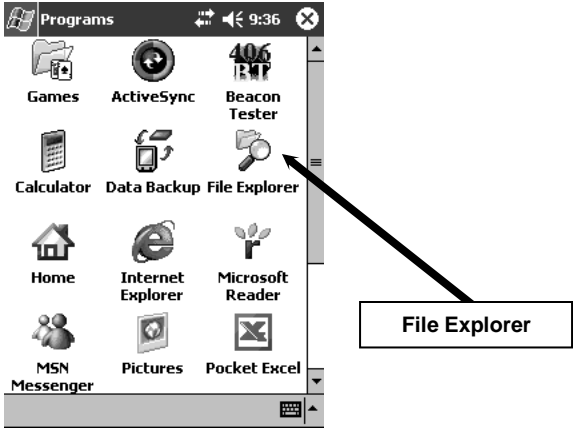 Programs 9:36
Games ActiveSync Beacon
Tester
406
BT
Calculator Data Backup File Explorer
Home Internet
Explorer Microsoft
Reader
MSN
Messenger Pictures Pocket Excel
File Explorer